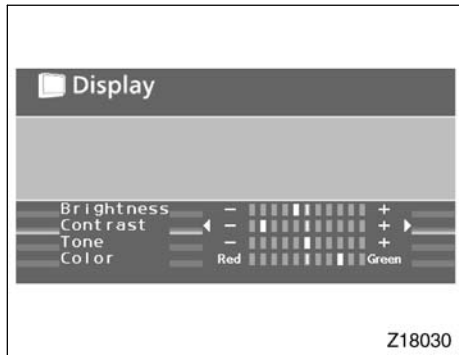 Display
Brightness - +
Contrast - +
Tone - +
Color Red Green
Z18030